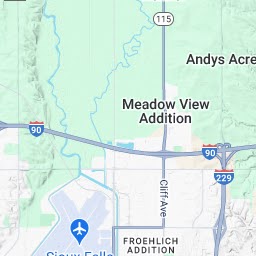 115
Andys Acre
Meadow View
Addition
90
90
229
Cliff Ave
Sioux Falls
FROEHLICH
ADDITION